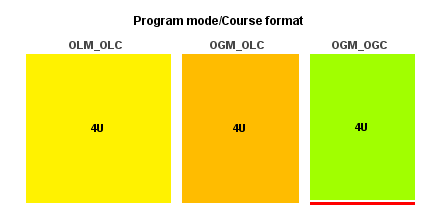 Program mode/Course format
OLM_OLC OGM_OLC OGM_OGC
4U 4U 4U